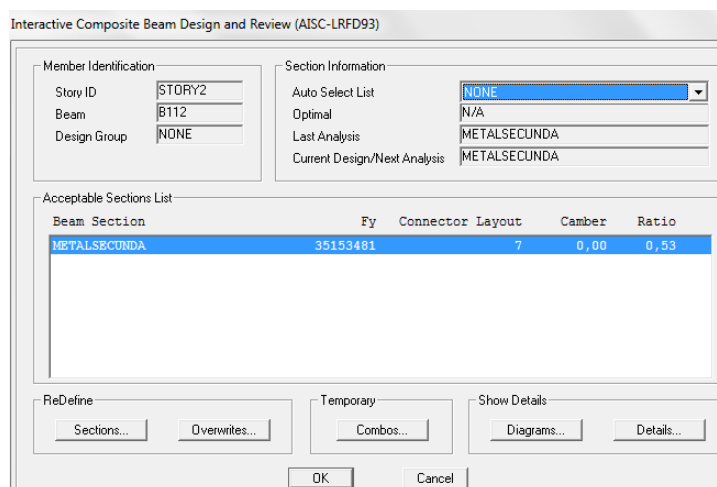 Interactive Composite Beam Design and Review (AISC-LRFD93)
Member Identification
Story ID STORY2
Beam B112
Design Group NONE
Section Information
Auto Select List NONE
Optimal N/A
Last Analysis METALSECUNDA
Current Design/Next Analysis METALSECUNDA
Acceptable Sections List
Beam Section Fy Connector Layout Camber Ratio
METALSECUNDA 35153481 7 0,00 0,53
ReDefine
Sections... Overwrites...
Temporary
Combos...
Show Details
Diagrams... Details...
OK Cancel